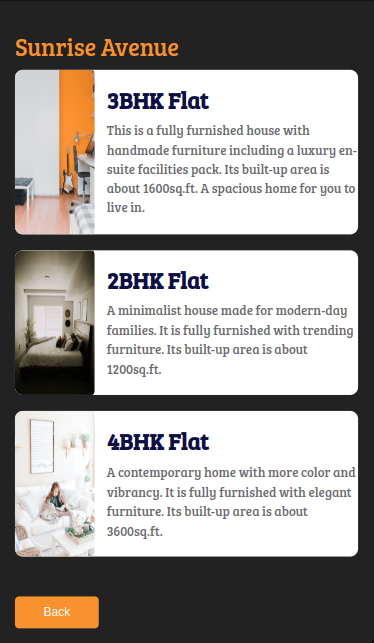 Sunrise Avenue
3BHK Flat
This is a fully furnished house with
handmade furniture including a luxury en-
suite facilities pack. Its built-up area is
about 1600sq.ft. A spacious home for you to
live in.
2BHK Flat
A minimalist house made for modern-day
families. It is fully furnished with trending
furniture. Its built-up area is about
1200sq.ft.
4BHK Flat
A contemporary home with more color and
vibrancy. It is fully furnished with elegant
furniture. Its built-up area is about
3600sq.ft.
Back